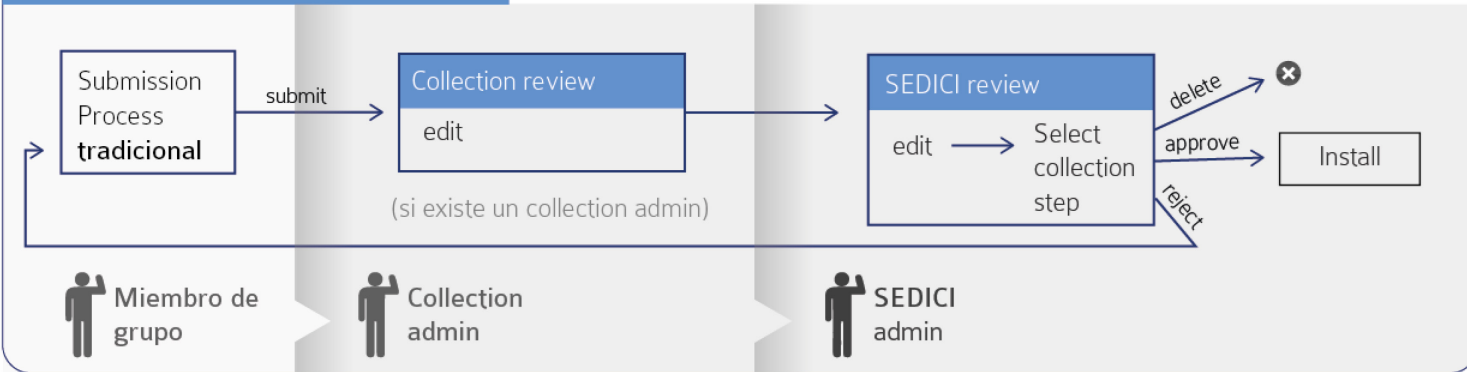 Submission
Process
tradicional
submit
Collection review
edit
(si existe un collection admin)
SEDICI review
edit
Select
collection
step
delete
approve
reject
Install
Miembro de
grupo
Collection
admin
SEDICI
admin